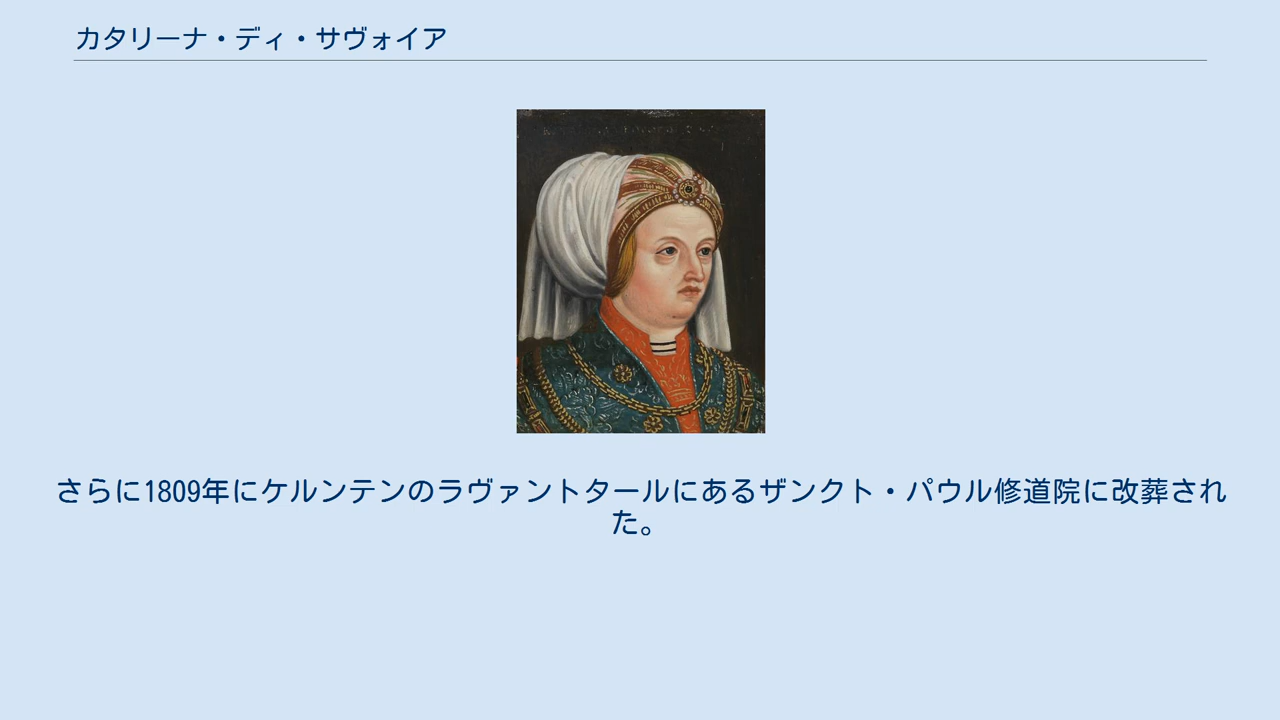 カタリーナ・ディ・サヴォイア
さらに1809年にケルンテンのラヴァントタールにあるザンクト・パウル修道院に改葬され
た。